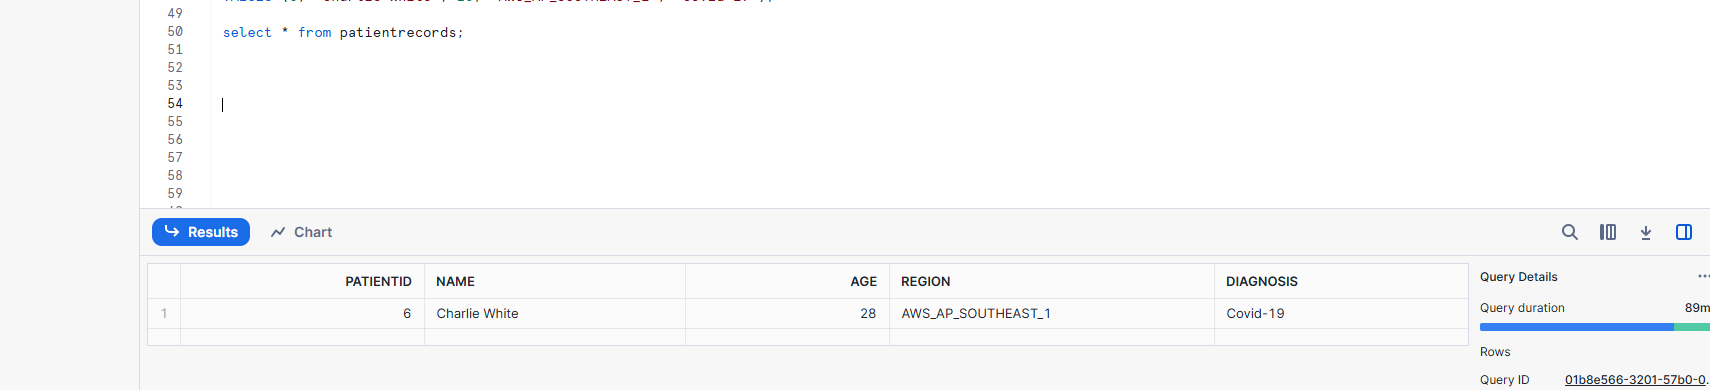 49
50 select * from patientrecords;
51
52
53
54
55
56
57
58
59
Results Chart
PATIENTID NAME AGE REGION DIAGNOSIS
1 6 Charlie White 28 AWS_AP_SOUTHEAST_1 Covid-19
Query Details ...
Query duration 89m
Rows
Query ID 01b8e566-3201-57b0-0.